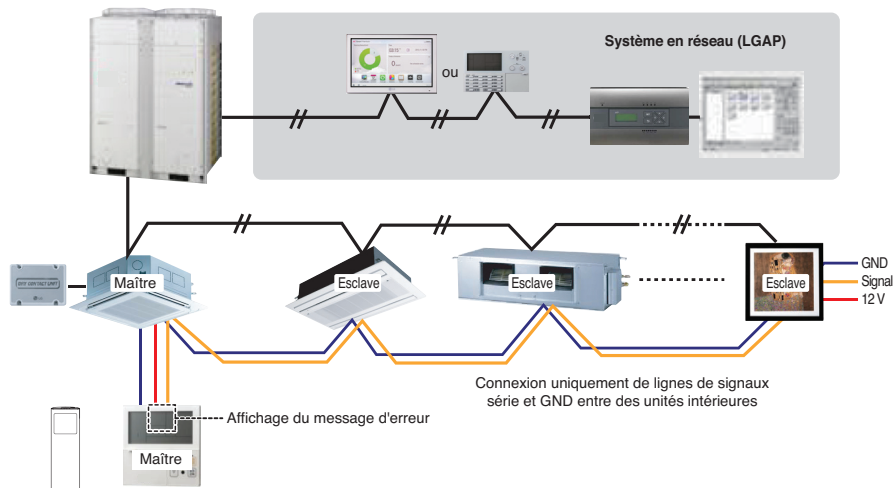 Système en réseau (LGAP)
ou
Maître
Esclave
Esclave
Esclave
GND
Signal
12 V
Connexion uniquement de lignes de signaux
série et GND entre des unités intérieures
Affichage du message d'erreur
Maître